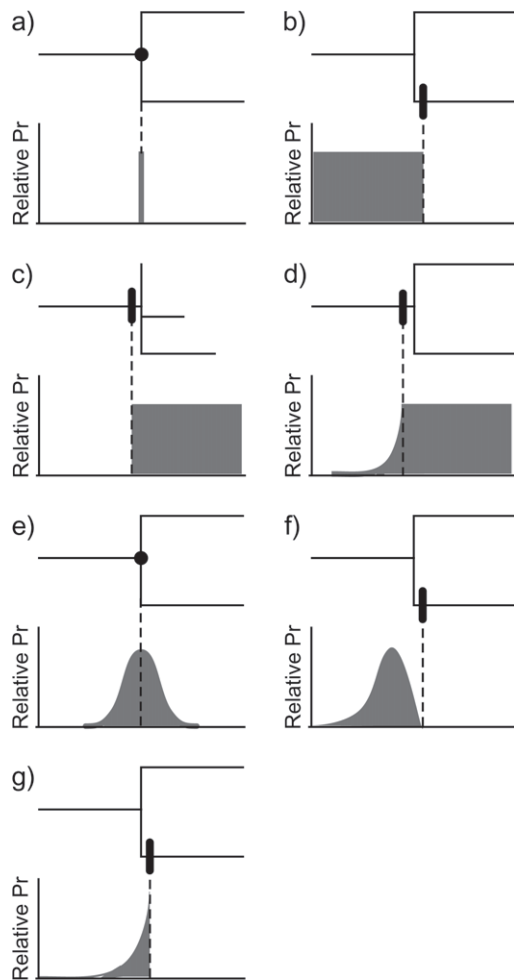 a)
Relative Pr
b)
Relative Pr
c)
Relative Pr
d)
Relative Pr
e)
Relative Pr
f)
Relative Pr
g)
Relative Pr